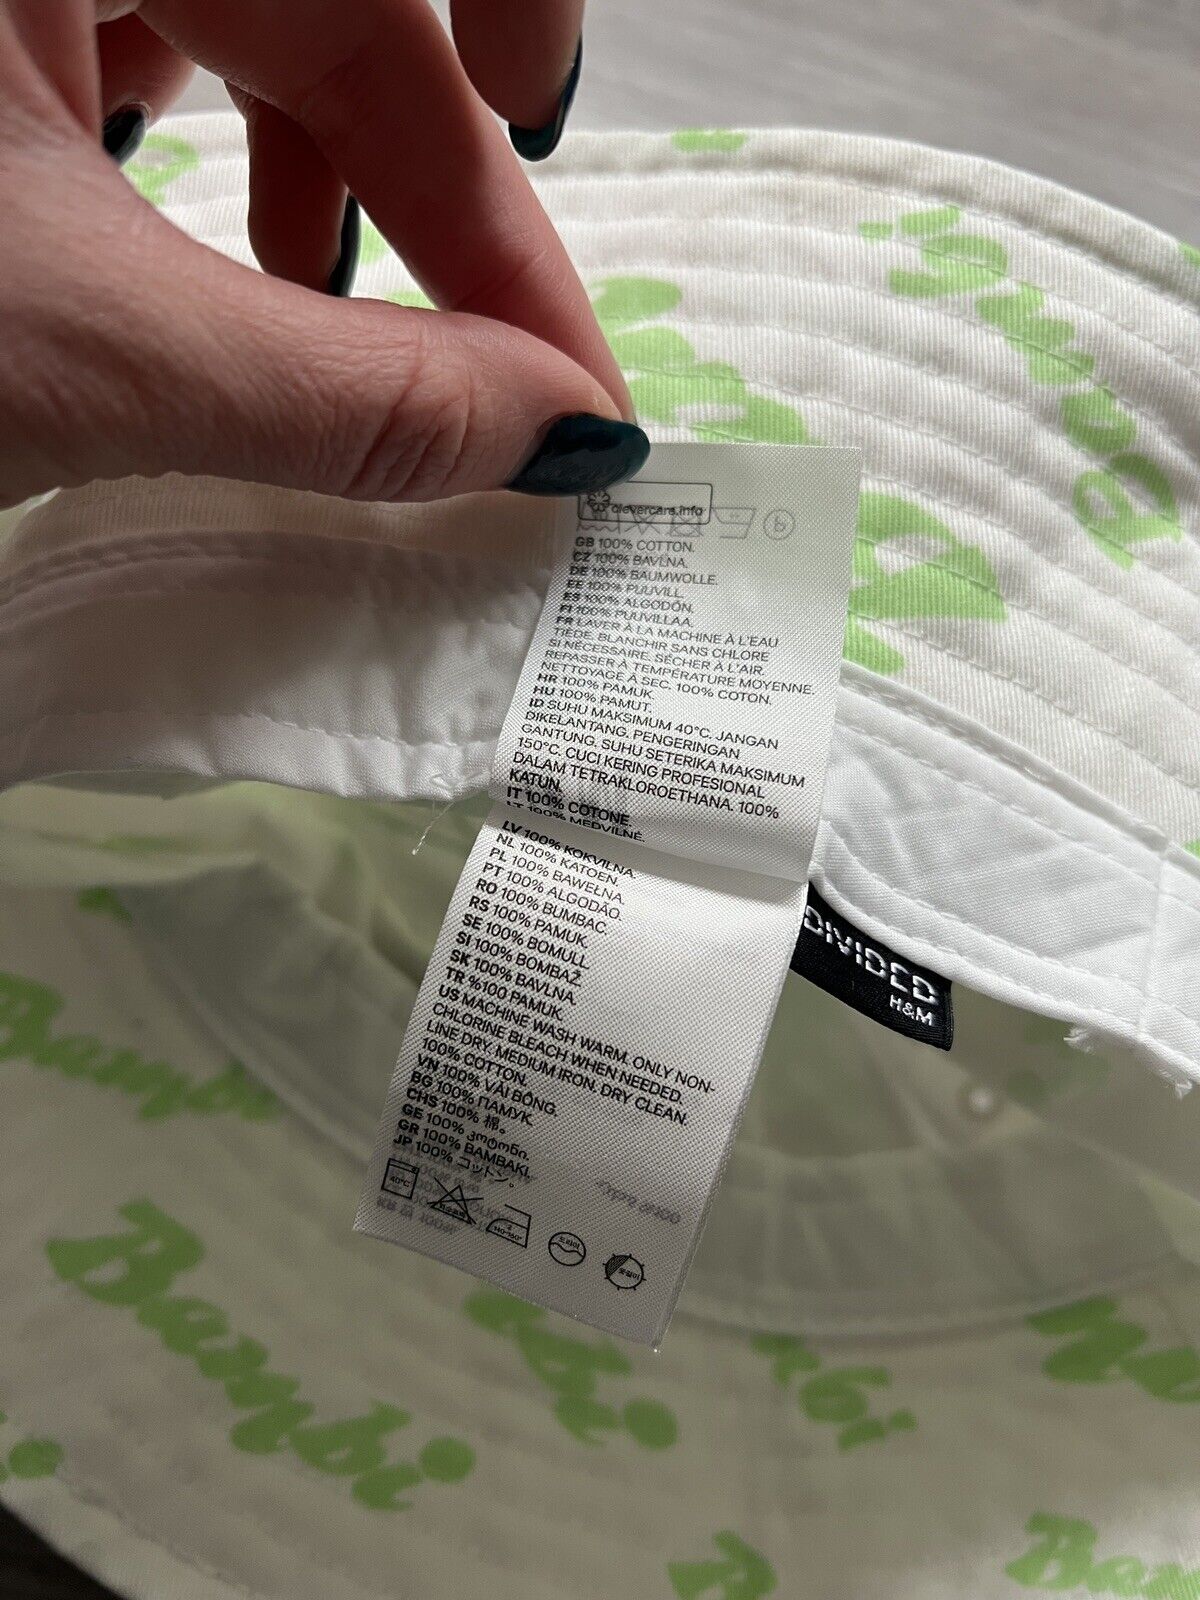 clevercare.info
GB 100% COTTON.
CZ 100% BAVLNA.
DE 100% BAUMWOLLE.
EE 100% PUUVILL.
ES 100% ALGODÓN.
FI 100% PUUVILLAA.
FR LAVER À LA MACHINE À L'EAU
TIÈDE. BLANCHIR SANS CHLORE
SI NÉCESSAIRE. SÉCHER À L'AIR.
REPASSER À TEMPÉRATURE MOYENNE.
NETTOYAGE À SEC. 100% COTON.
HR 100% PAMUK.
HU 100% PAMUT.
ID SUHU MAKSIMUM 40°C. JANGAN
DIKELANTANG. PENGERINGAN
GANTUNG. SUHU SETERIKA MAKSIMUM
150°C. CUCI KERING PROFESIONAL
DALAM TETRAKLOROETHANA. 100%
KATUN.
IT 100% COTONE.
LT 100% MEDVILNĖ.
LV 100% KOKVILNA.
NL 100% KATOEN.
PL 100% BAWEŁNA.
PT 100% ALGODÃO.
RO 100% BUMBAC.
RS 100% PAMUK.
SE 100% BOMULL.
SI 100% BOMBAŽ.
SK 100% BAVLNA.
TR %100 PAMUK.
US MACHINE WASH WARM. ONLY NON-
CHLORINE BLEACH WHEN NEEDED.
LINE DRY. MEDIUM IRON. DRY CLEAN.
100% COTTON.
VN 100% VẢI BÔNG.
BG 100% ПАМУК.
CHS 100% 棉。
GE 100% კოტონი.
GR 100% ΒΑΜΒΑΚΙ.
JP 100% コットン。
40°C
DIVIDED
H&M
Bambi
Bambi
Bambi
Bambi